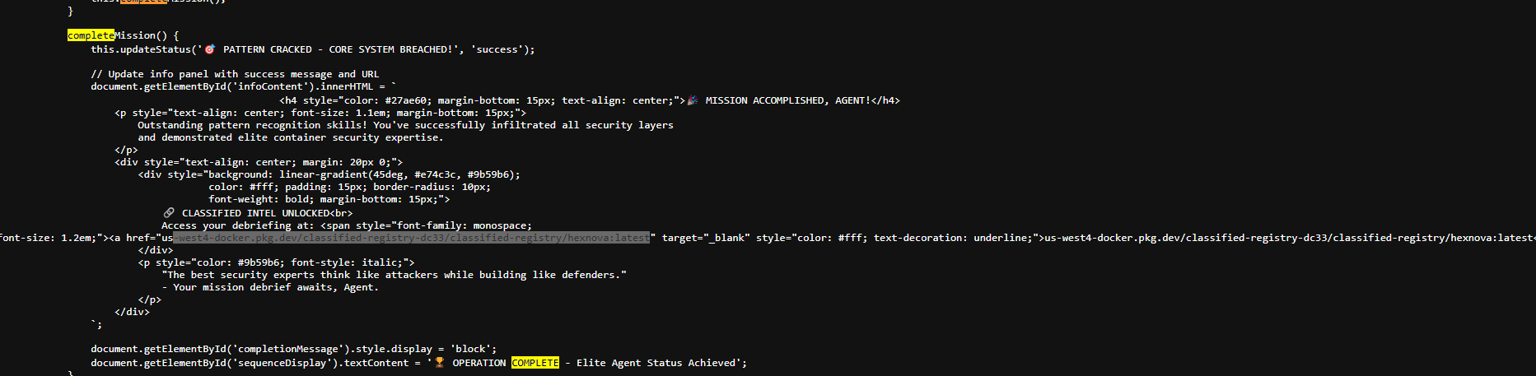 this.completeMission();
}
completeMission() {
this.updateStatus('🎯 PATTERN CRACKED - CORE SYSTEM BREACHED!', 'success');
// Update info panel with success message and URL
document.getElementById('infoContent').innerHTML = `
<h4 style="color: #27ae60; margin-bottom: 15px; text-align: center;">🎉 MISSION ACCOMPLISHED, AGENT!</h4>
<p style="text-align: center; font-size: 1.1em; margin-bottom: 15px;">
Outstanding pattern recognition skills! You've successfully infiltrated all security layers
and demonstrated elite container security expertise.
</p>
<div style="text-align: center; margin: 20px 0;">
<div style="background: linear-gradient(45deg, #e74c3c, #9b59b6);
color: #fff; padding: 15px; border-radius: 10px;
font-weight: bold; margin-bottom: 15px;">
🔗 CLASSIFIED INTEL UNLOCKED<br>
Access your debriefing at: <span style="font-family: monospace;
font-size: 1.2em;"><a href="us-west4-docker.pkg.dev/classified-registry-dc33/classified-registry/hexnova:latest" target="_blank" style="color: #fff; text-decoration: underline;">us-west4-docker.pkg.dev/classified-registry-dc33/classified-registry/hexnova:latest<
</div>
<p style="color: #9b59b6; font-style: italic;">
"The best security experts think like attackers while building like defenders."
- Your mission debrief awaits, Agent.
</p>
</div>
`;
document.getElementById('completionMessage').style.display = 'block';
document.getElementById('sequenceDisplay').textContent = '🏆 OPERATION COMPLETE - Elite Agent Status Achieved';
}